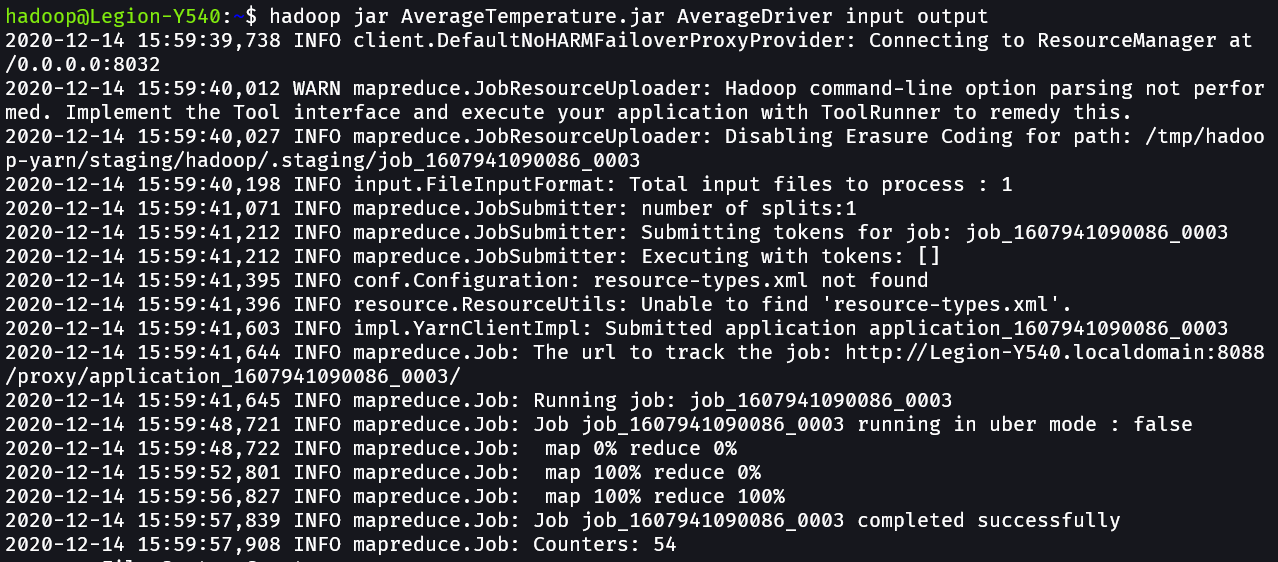 hadoop@Legion-Y540:~$ hadoop jar AverageTemperature.jar AverageDriver input output
2020-12-14 15:59:39,738 INFO client.DefaultNoHARMFailoverProxyProvider: Connecting to ResourceManager at
/0.0.0.0:8032
2020-12-14 15:59:40,012 WARN mapreduce.JobResourceUploader: Hadoop command-line option parsing not perfor
med. Implement the Tool interface and execute your application with ToolRunner to remedy this.
2020-12-14 15:59:40,027 INFO mapreduce.JobResourceUploader: Disabling Erasure Coding for path: /tmp/hadoo
p-yarn/staging/hadoop/.staging/job_1607941090086_0003
2020-12-14 15:59:40,198 INFO input.FileInputFormat: Total input files to process : 1
2020-12-14 15:59:41,071 INFO mapreduce.JobSubmitter: number of splits:1
2020-12-14 15:59:41,212 INFO mapreduce.JobSubmitter: Submitting tokens for job: job_1607941090086_0003
2020-12-14 15:59:41,212 INFO mapreduce.JobSubmitter: Executing with tokens: []
2020-12-14 15:59:41,395 INFO conf.Configuration: resource-types.xml not found
2020-12-14 15:59:41,396 INFO resource.ResourceUtils: Unable to find 'resource-types.xml'.
2020-12-14 15:59:41,603 INFO impl.YarnClientImpl: Submitted application application_1607941090086_0003
2020-12-14 15:59:41,644 INFO mapreduce.Job: The url to track the job: http://Legion-Y540.localdomain:8088
/proxy/application_1607941090086_0003/
2020-12-14 15:59:41,645 INFO mapreduce.Job: Running job: job_1607941090086_0003
2020-12-14 15:59:48,721 INFO mapreduce.Job: Job job_1607941090086_0003 running in uber mode : false
2020-12-14 15:59:48,722 INFO mapreduce.Job:  map 0% reduce 0%
2020-12-14 15:59:52,801 INFO mapreduce.Job:  map 100% reduce 0%
2020-12-14 15:59:56,827 INFO mapreduce.Job:  map 100% reduce 100%
2020-12-14 15:59:57,839 INFO mapreduce.Job: Job job_1607941090086_0003 completed successfully
2020-12-14 15:59:57,908 INFO mapreduce.Job: Counters: 54